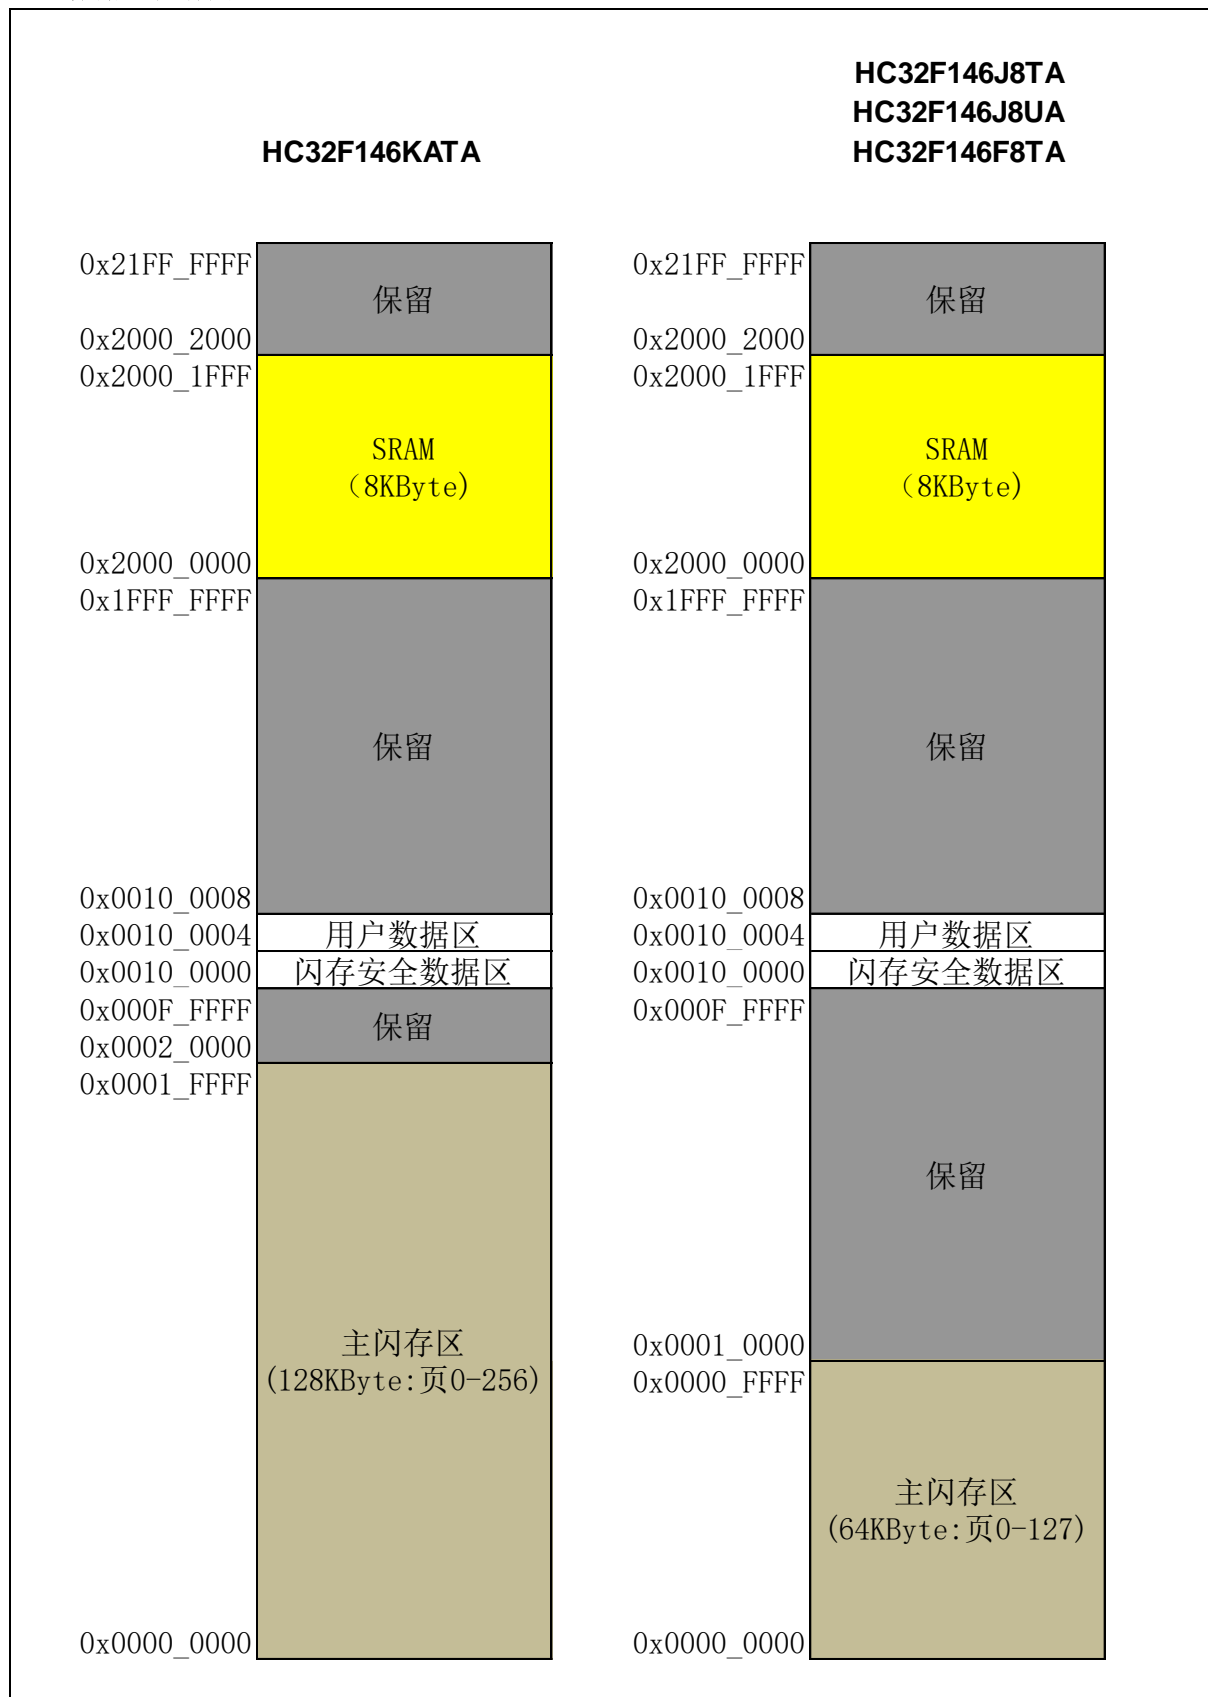 HC32F146KATA
0x21FF_FFFF
保留
0x2000_2000
0x2000_1FFF
SRAM
（8KByte)
0x2000_0000
0x1FFF_FFFF
保留
0x0010_0008
0x0010_0004
用户数据区
0x0010_0000
闪存安全数据区
0x000F_FFFF
保留
0x0002_0000
0x0001_FFFF
主闪存区
(128KByte:页0-256)
0x0000_0000
HC32F146J8TA
HC32F146J8UA
HC32F146F8TA
0x21FF_FFFF
保留
0x2000_2000
0x2000_1FFF
SRAM
（8KByte)
0x2000_0000
0x1FFF_FFFF
保留
0x0010_0008
0x0010_0004
用户数据区
0x0010_0000
闪存安全数据区
0x000F_FFFF
保留
0x0001_0000
0x0000_FFFF
主闪存区
(64KByte:页0-127)
0x0000_0000